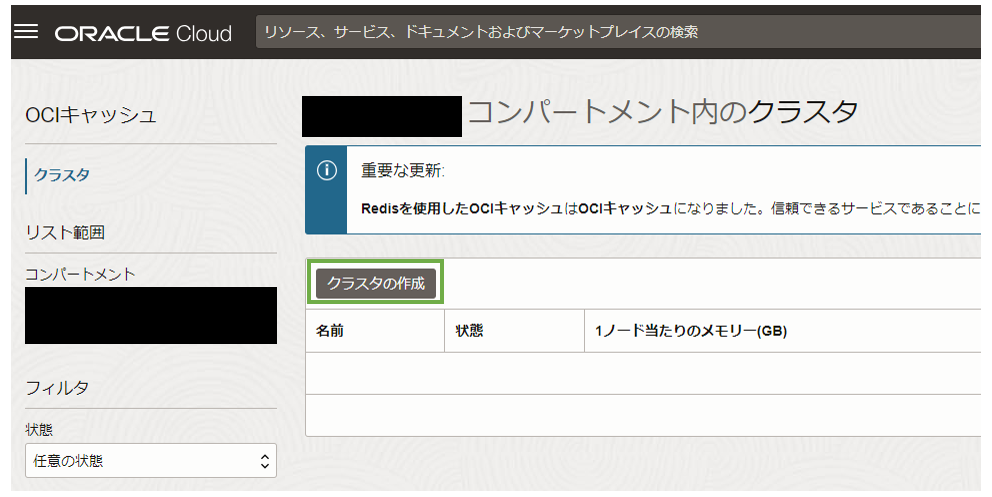 ORACLE Cloud
リソース、サービス、ドキュメントおよびマーケットプレイスの検索
OCIキャッシュ
クラスタ
リスト範囲
コンパートメント
フィルタ
状態
任意の状態
コンパートメント内のクラスタ
重要な更新:
Redisを使用したOCIキャッシュはOCIキャッシュになりました。信頼できるサービスであることに
クラスタの作成
名前 状態 1ノード当たりのメモリー(GB)